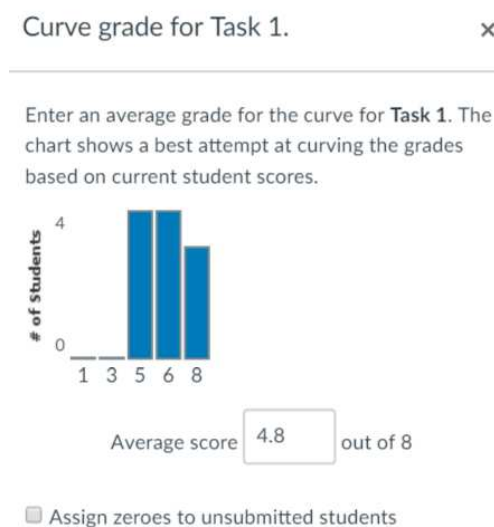 Curve grade for Task 1.
×
Enter an average grade for the curve for Task 1. The
chart shows a best attempt at curving the grades
based on current student scores.
4
# of Students
0
1 3 5 6 8
Average score 4.8 out of 8
Assign zeroes to unsubmitted students